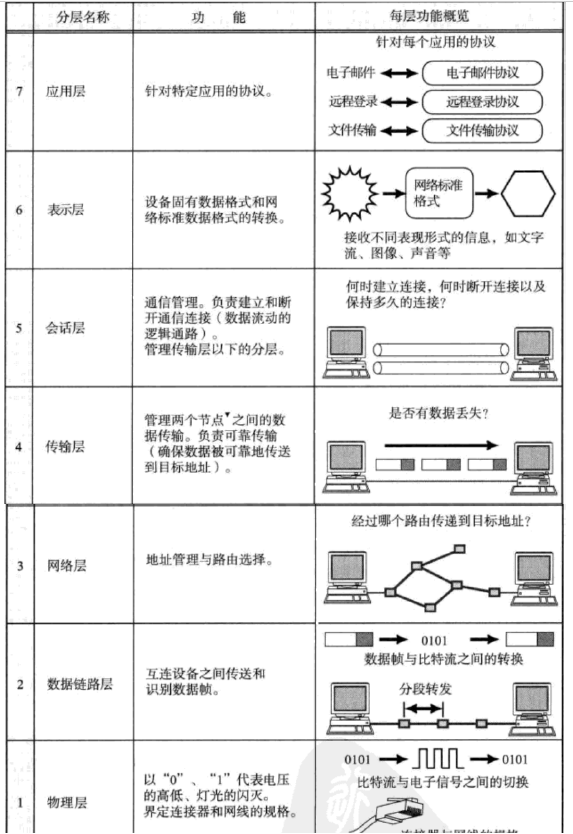 分层名称 功 能 每层功能概览
针对每个应用的协议
电子邮件 电子邮件协议
7 应用层 针对特定应用的协议。 远程登录 远程登录协议
文件传输 文件传输协议
6 表示层
设备固有数据格式和网
络标准数据格式的转换。
网络标准
格式
接收不同表现形式的信息，如文字
流、图像、声音等
5 会话层
通信管理。负责建立和断
开通信连接（数据流动的
逻辑通路）。
管理传输层以下的分层。
何时建立连接，何时断开连接以及
保持多久的连接？
4 传输层
管理两个节点▼之间的数
据传输。负责可靠传输
（确保数据被可靠地传送
到目标地址）。
是否有数据丢失？
3 网络层 地址管理与路由选择。
经过哪个路由传递到目标地址？
2 数据链路层
互连设备之间传送和
识别数据帧。
0101
数据帧与比特流之间的转换
分段转发
1 物理层
以“0”、“1”代表电压
的高低、灯光的闪灭。
界定连接器和网线的规格。
0101 0101
比特流与电子信号之间的切换